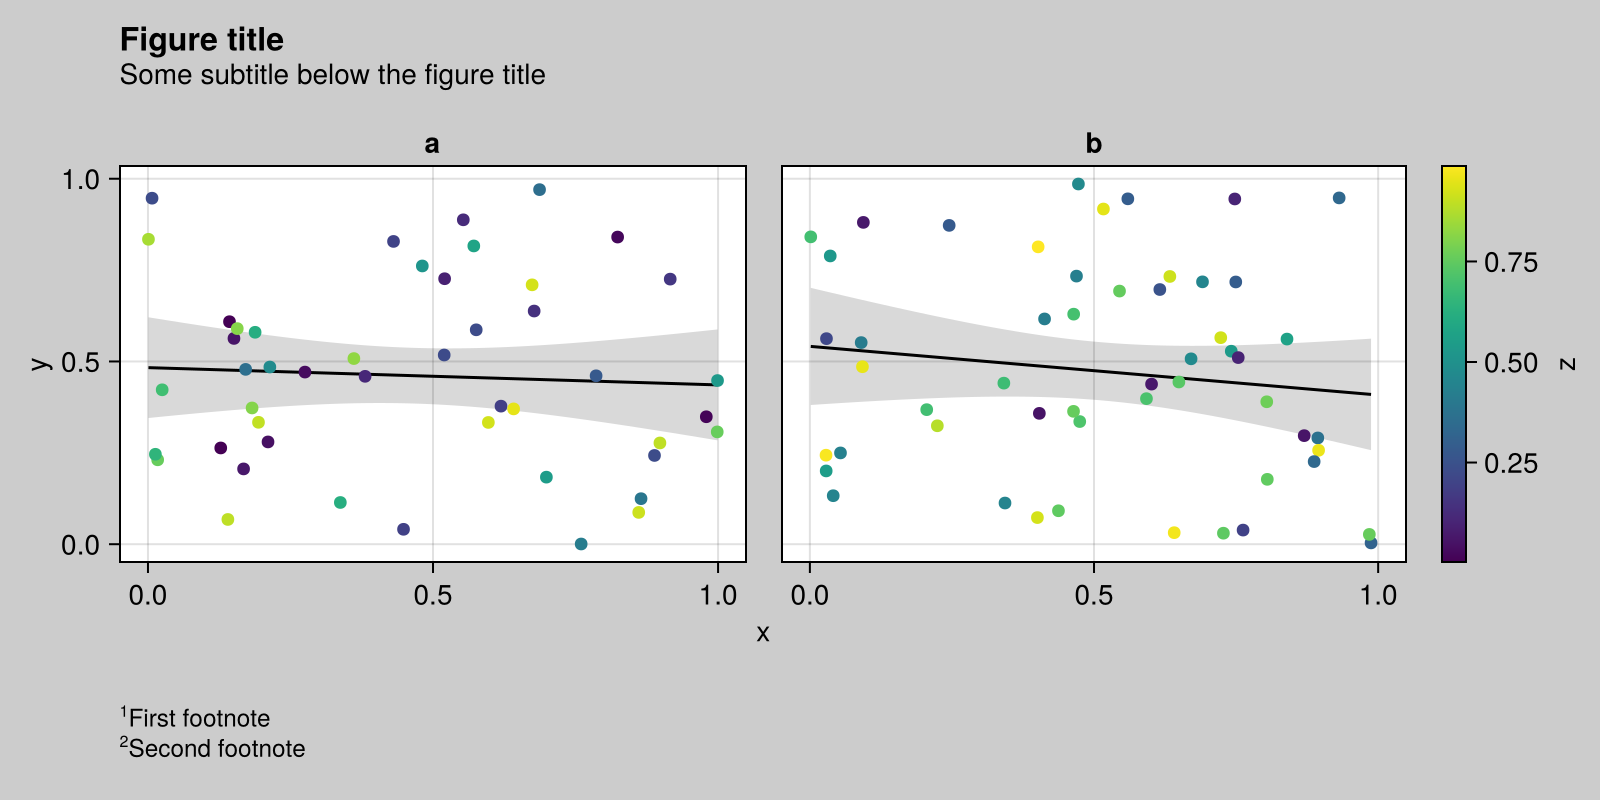 Figure title
Some subtitle below the figure title
a
b
1.0
0.5
0.0
y
0.0
0.5
1.0
0.0
0.5
1.0
x
0.75
0.50
0.25
z
¹First footnote
²Second footnote